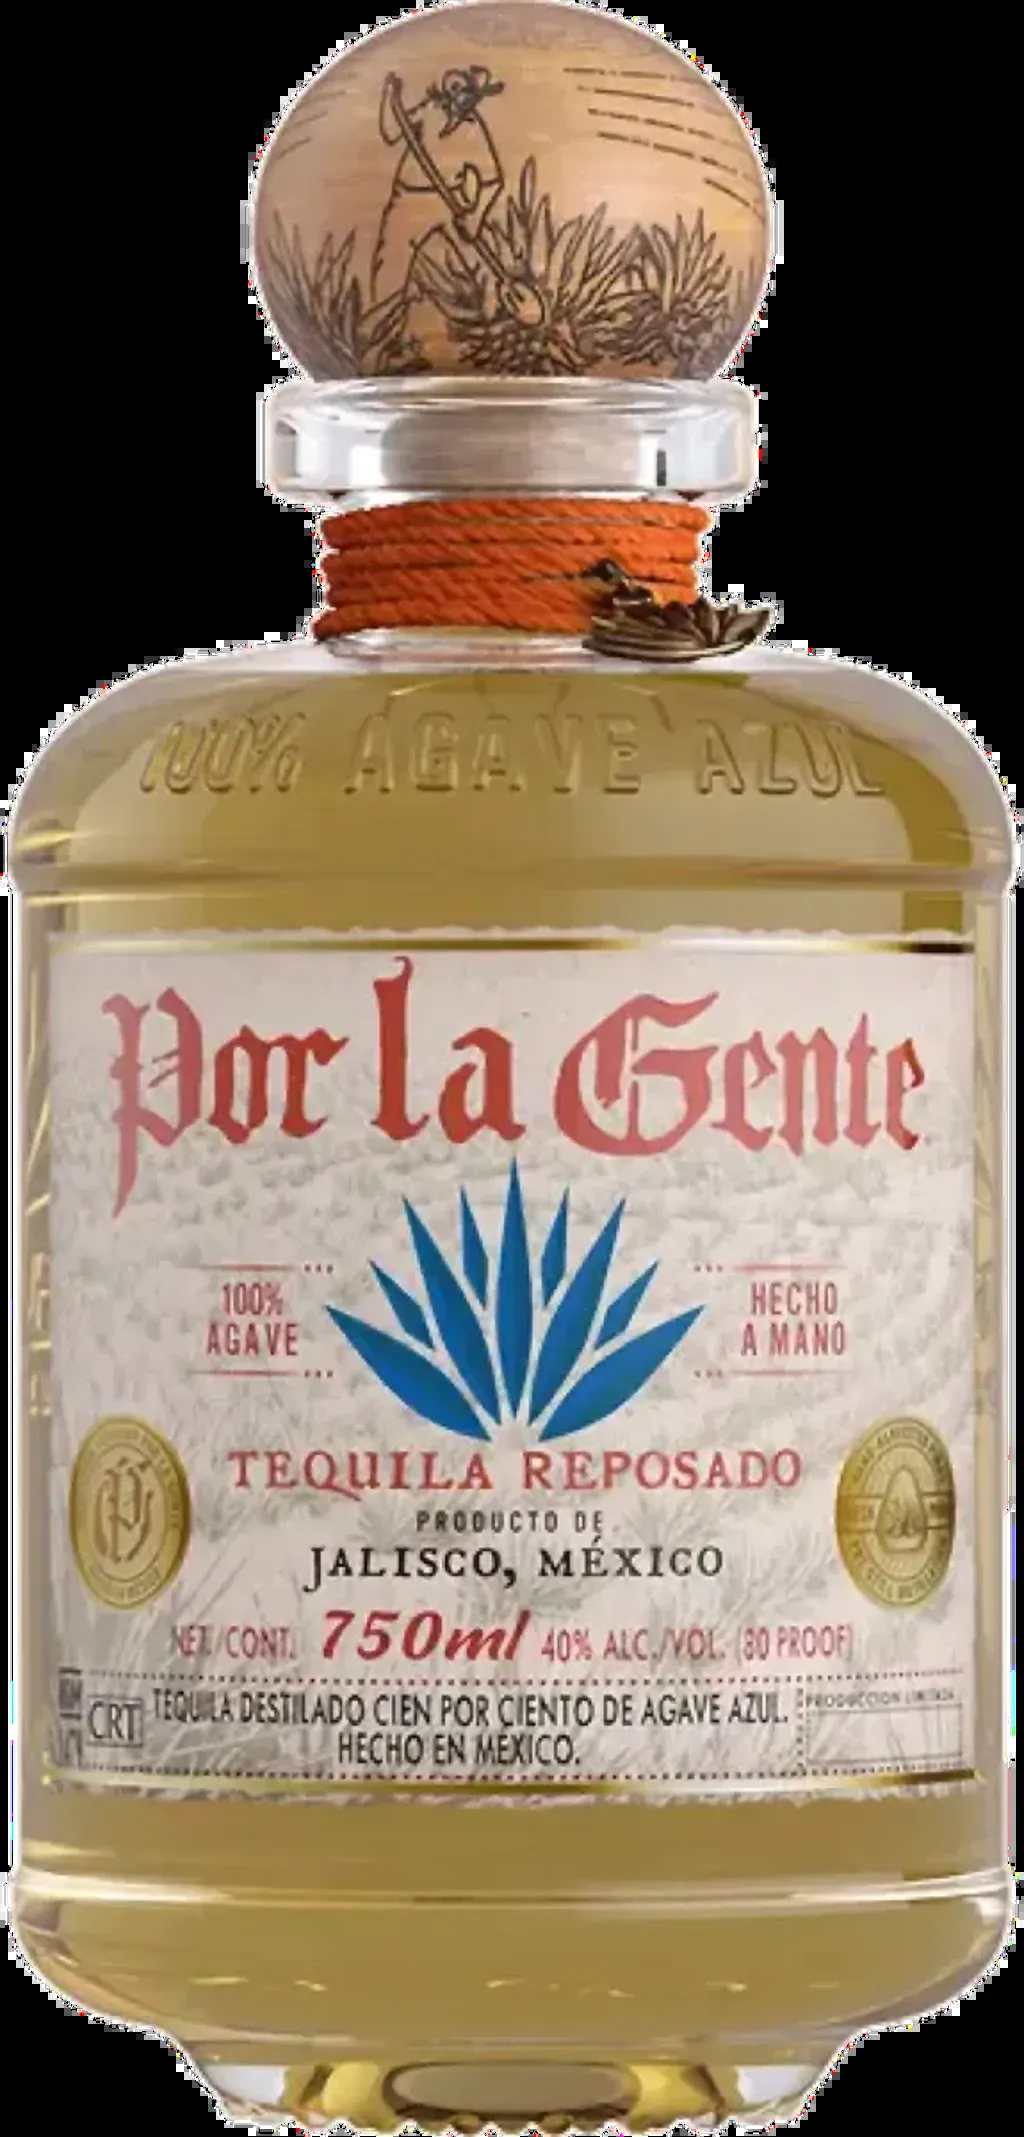 100% AGAVE AZUL
Por la Gente
100%
AGAVE
HECHO
A MANO
TEQUILA REPOSADO
PRODUCTO DE
JALISCO, MÉXICO
NET./CONT. 750ml 40% ALC./VOL. (80 PROOF)
CRT
TEQUILA DESTILADO CIEN POR CIENTO DE AGAVE AZUL.
HECHO EN MÉXICO.
PRODUCCION LIMITADA